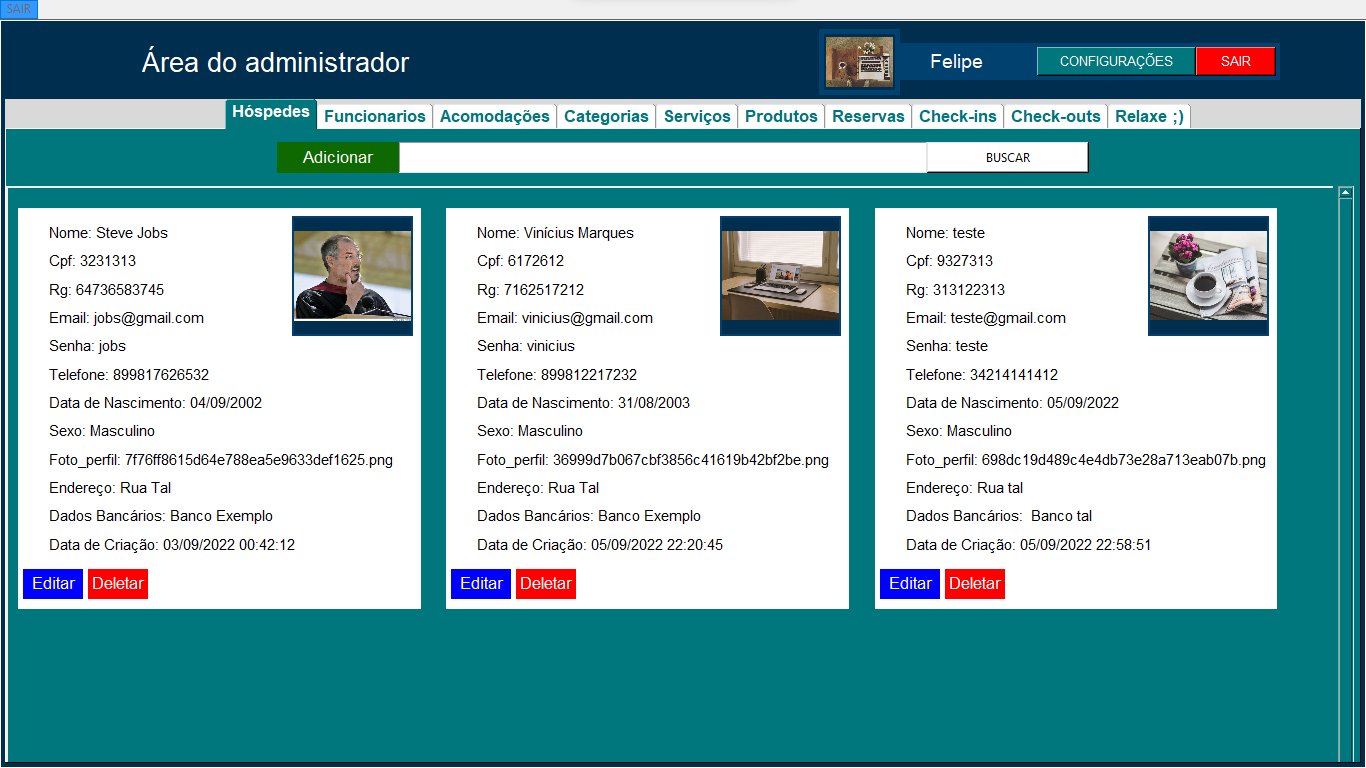 SAIR
Área do administrador
Felipe
CONFIGURAÇÕES
SAIR
Hóspedes Funcionarios Acomodações Categorias Serviços Produtos Reservas Check-ins Check-outs Relaxe ;)
Adicionar
BUSCAR
Nome: Steve Jobs
Cpf: 3231313
Rg: 64736583745
Email: jobs@gmail.com
Senha: jobs
Telefone: 899817626532
Data de Nascimento: 04/09/2002
Sexo: Masculino
Foto_perfil: 7f76ff8615d64e788ea5e9633def1625.png
Endereço: Rua Tal
Dados Bancários: Banco Exemplo
Data de Criação: 03/09/2022 00:42:12
Editar Deletar
Nome: Vinícius Marques
Cpf: 6172612
Rg: 7162517212
Email: vinicius@gmail.com
Senha: vinicius
Telefone: 899812217232
Data de Nascimento: 31/08/2003
Sexo: Masculino
Foto_perfil: 36999d7b067cbf3856c41619b42bf2be.png
Endereço: Rua Tal
Dados Bancários: Banco Exemplo
Data de Criação: 05/09/2022 22:20:45
Editar Deletar
Nome: teste
Cpf: 9327313
Rg: 313122313
Email: teste@gmail.com
Senha: teste
Telefone: 34214141412
Data de Nascimento: 05/09/2022
Sexo: Masculino
Foto_perfil: 698dc19d489c4e4db73e28a713eab07b.png
Endereço: Rua tal
Dados Bancários:  Banco tal
Data de Criação: 05/09/2022 22:58:51
Editar Deletar